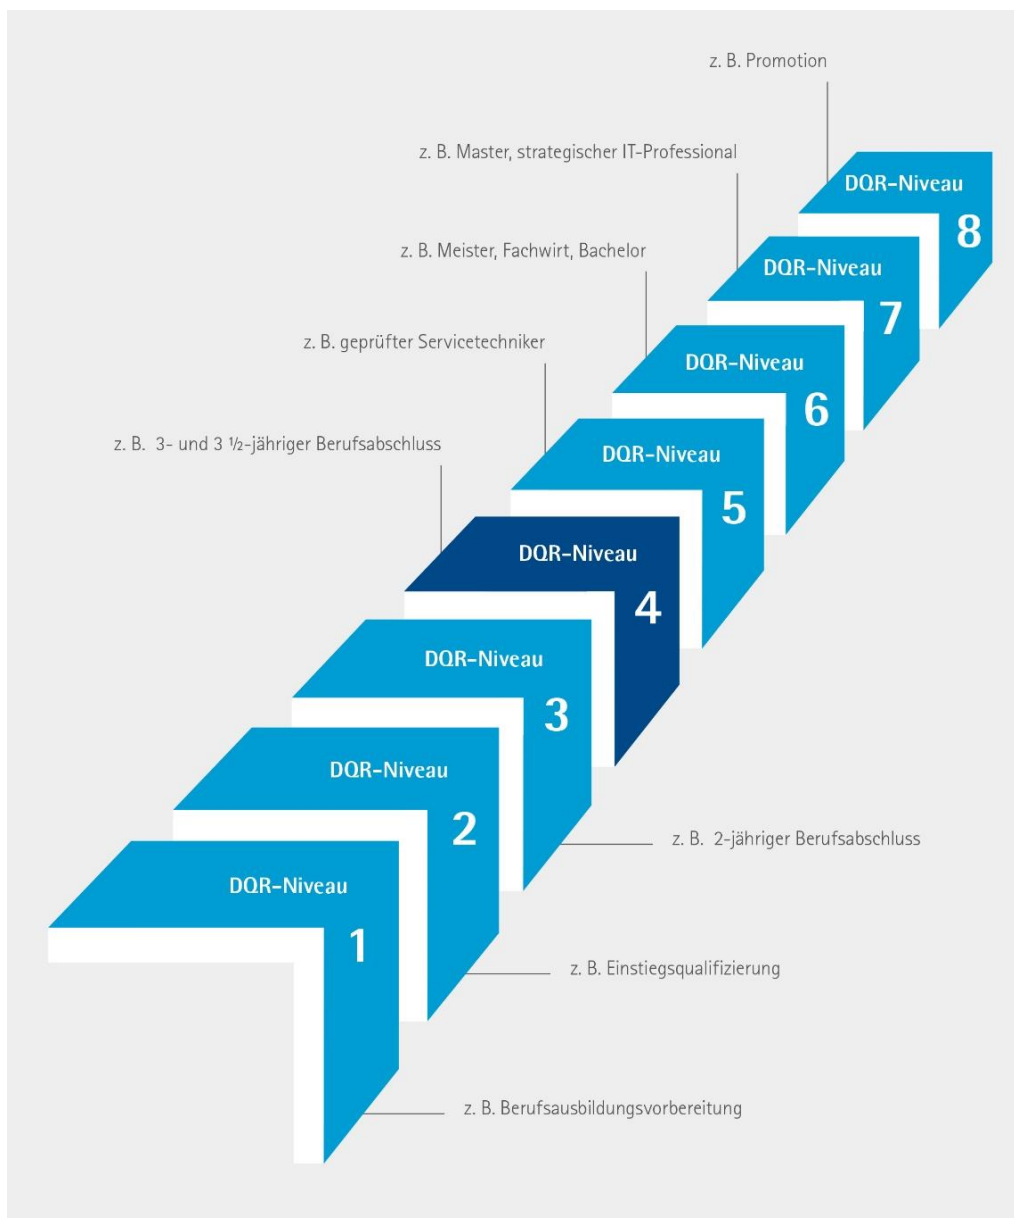 z. B. Promotion
z. B. Master, strategischer IT-Professional
DQR-Niveau
8
z. B. Meister, Fachwirt, Bachelor
DQR-Niveau
7
z. B. geprüfter Servicetechniker
DQR-Niveau
6
z. B. 3- und 3 ½-jähriger Berufsabschluss
DQR-Niveau
5
DQR-Niveau
4
DQR-Niveau
3
DQR-Niveau
2
z. B. 2-jähriger Berufsabschluss
DQR-Niveau
1
z. B. Einstiegsqualifizierung
z. B. Berufsausbildungsvorbereitung